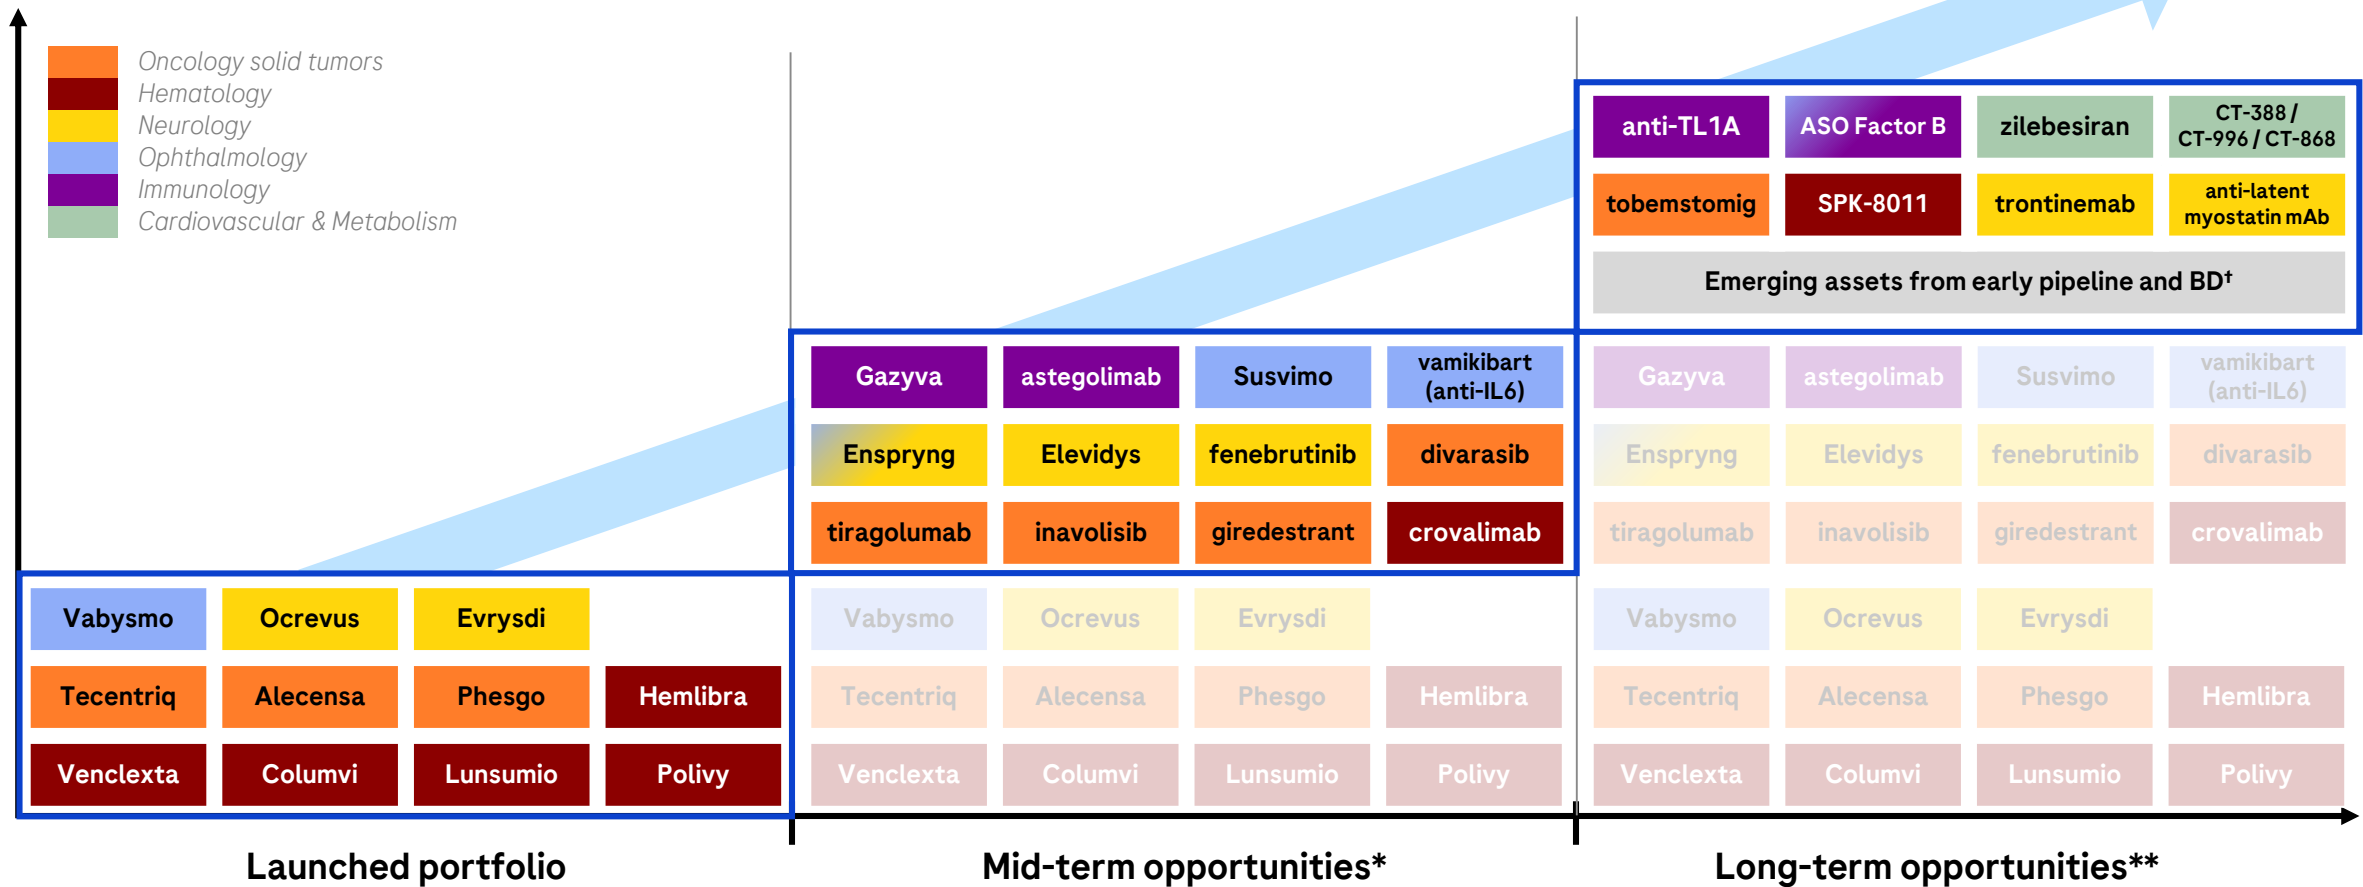 Oncology solid tumors
Hematology
Neurology
Ophthalmology
Immunology
Cardiovascular & Metabolism
anti-TL1A
ASO Factor B
zilebesiran
CT-388 /
CT-996 / CT-868
tobemstomig
SPK-8011
trontinemab
anti-latent
myostatin mAb
Emerging assets from early pipeline and BD†
Gazyva
astegolimab
Susvimo
vamikibart
(anti-IL6)
Gazyva
astegolimab
Susvimo
vamikibart
(anti-IL6)
Enspryng
Elevidys
fenebrutinib
divarasib
Enspryng
Elevidys
fenebrutinib
divarasib
tiragolumab
inavolisib
giredestrant
crovalimab
tiragolumab
inavolisib
giredestrant
crovalimab
Vabysmo
Ocrevus
Evrysdi
Vabysmo
Ocrevus
Evrysdi
Vabysmo
Ocrevus
Evrysdi
Tecentriq
Alecensa
Phesgo
Hemlibra
Tecentriq
Alecensa
Phesgo
Hemlibra
Tecentriq
Alecensa
Phesgo
Hemlibra
Venclexta
Columvi
Lunsumio
Polivy
Venclexta
Columvi
Lunsumio
Polivy
Venclexta
Columvi
Lunsumio
Polivy
Launched portfolio
Mid-term opportunities*
Long-term opportunities**